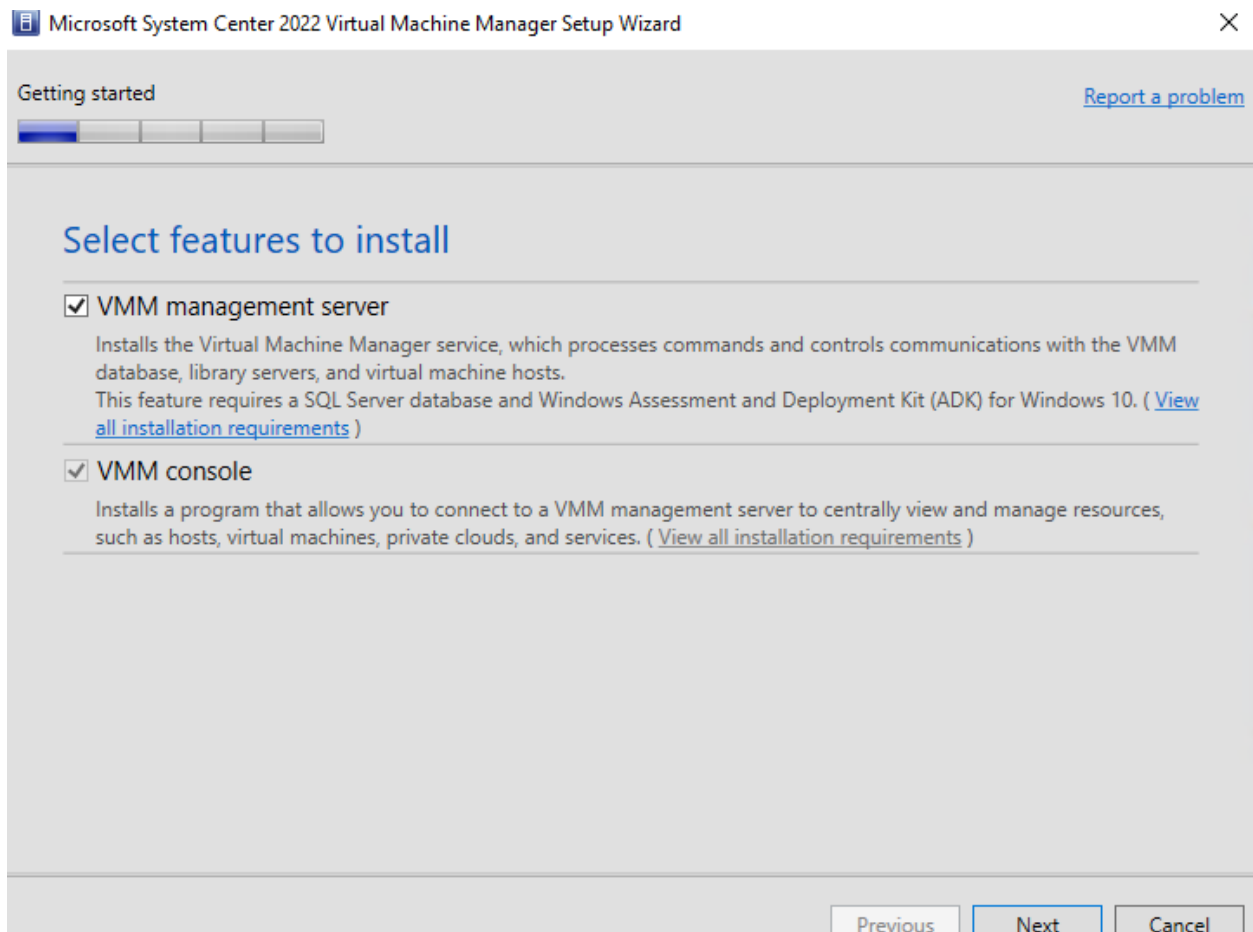 Microsoft System Center 2022 Virtual Machine Manager Setup Wizard
Getting started
Report a problem
Select features to install
VMM management server
Installs the Virtual Machine Manager service, which processes commands and controls communications with the VMM
database, library servers, and virtual machine hosts.
This feature requires a SQL Server database and Windows Assessment and Deployment Kit (ADK) for Windows 10. ( View
all installation requirements )
VMM console
Installs a program that allows you to connect to a VMM management server to centrally view and manage resources,
such as hosts, virtual machines, private clouds, and services. ( View all installation requirements )
Previous Next Cancel